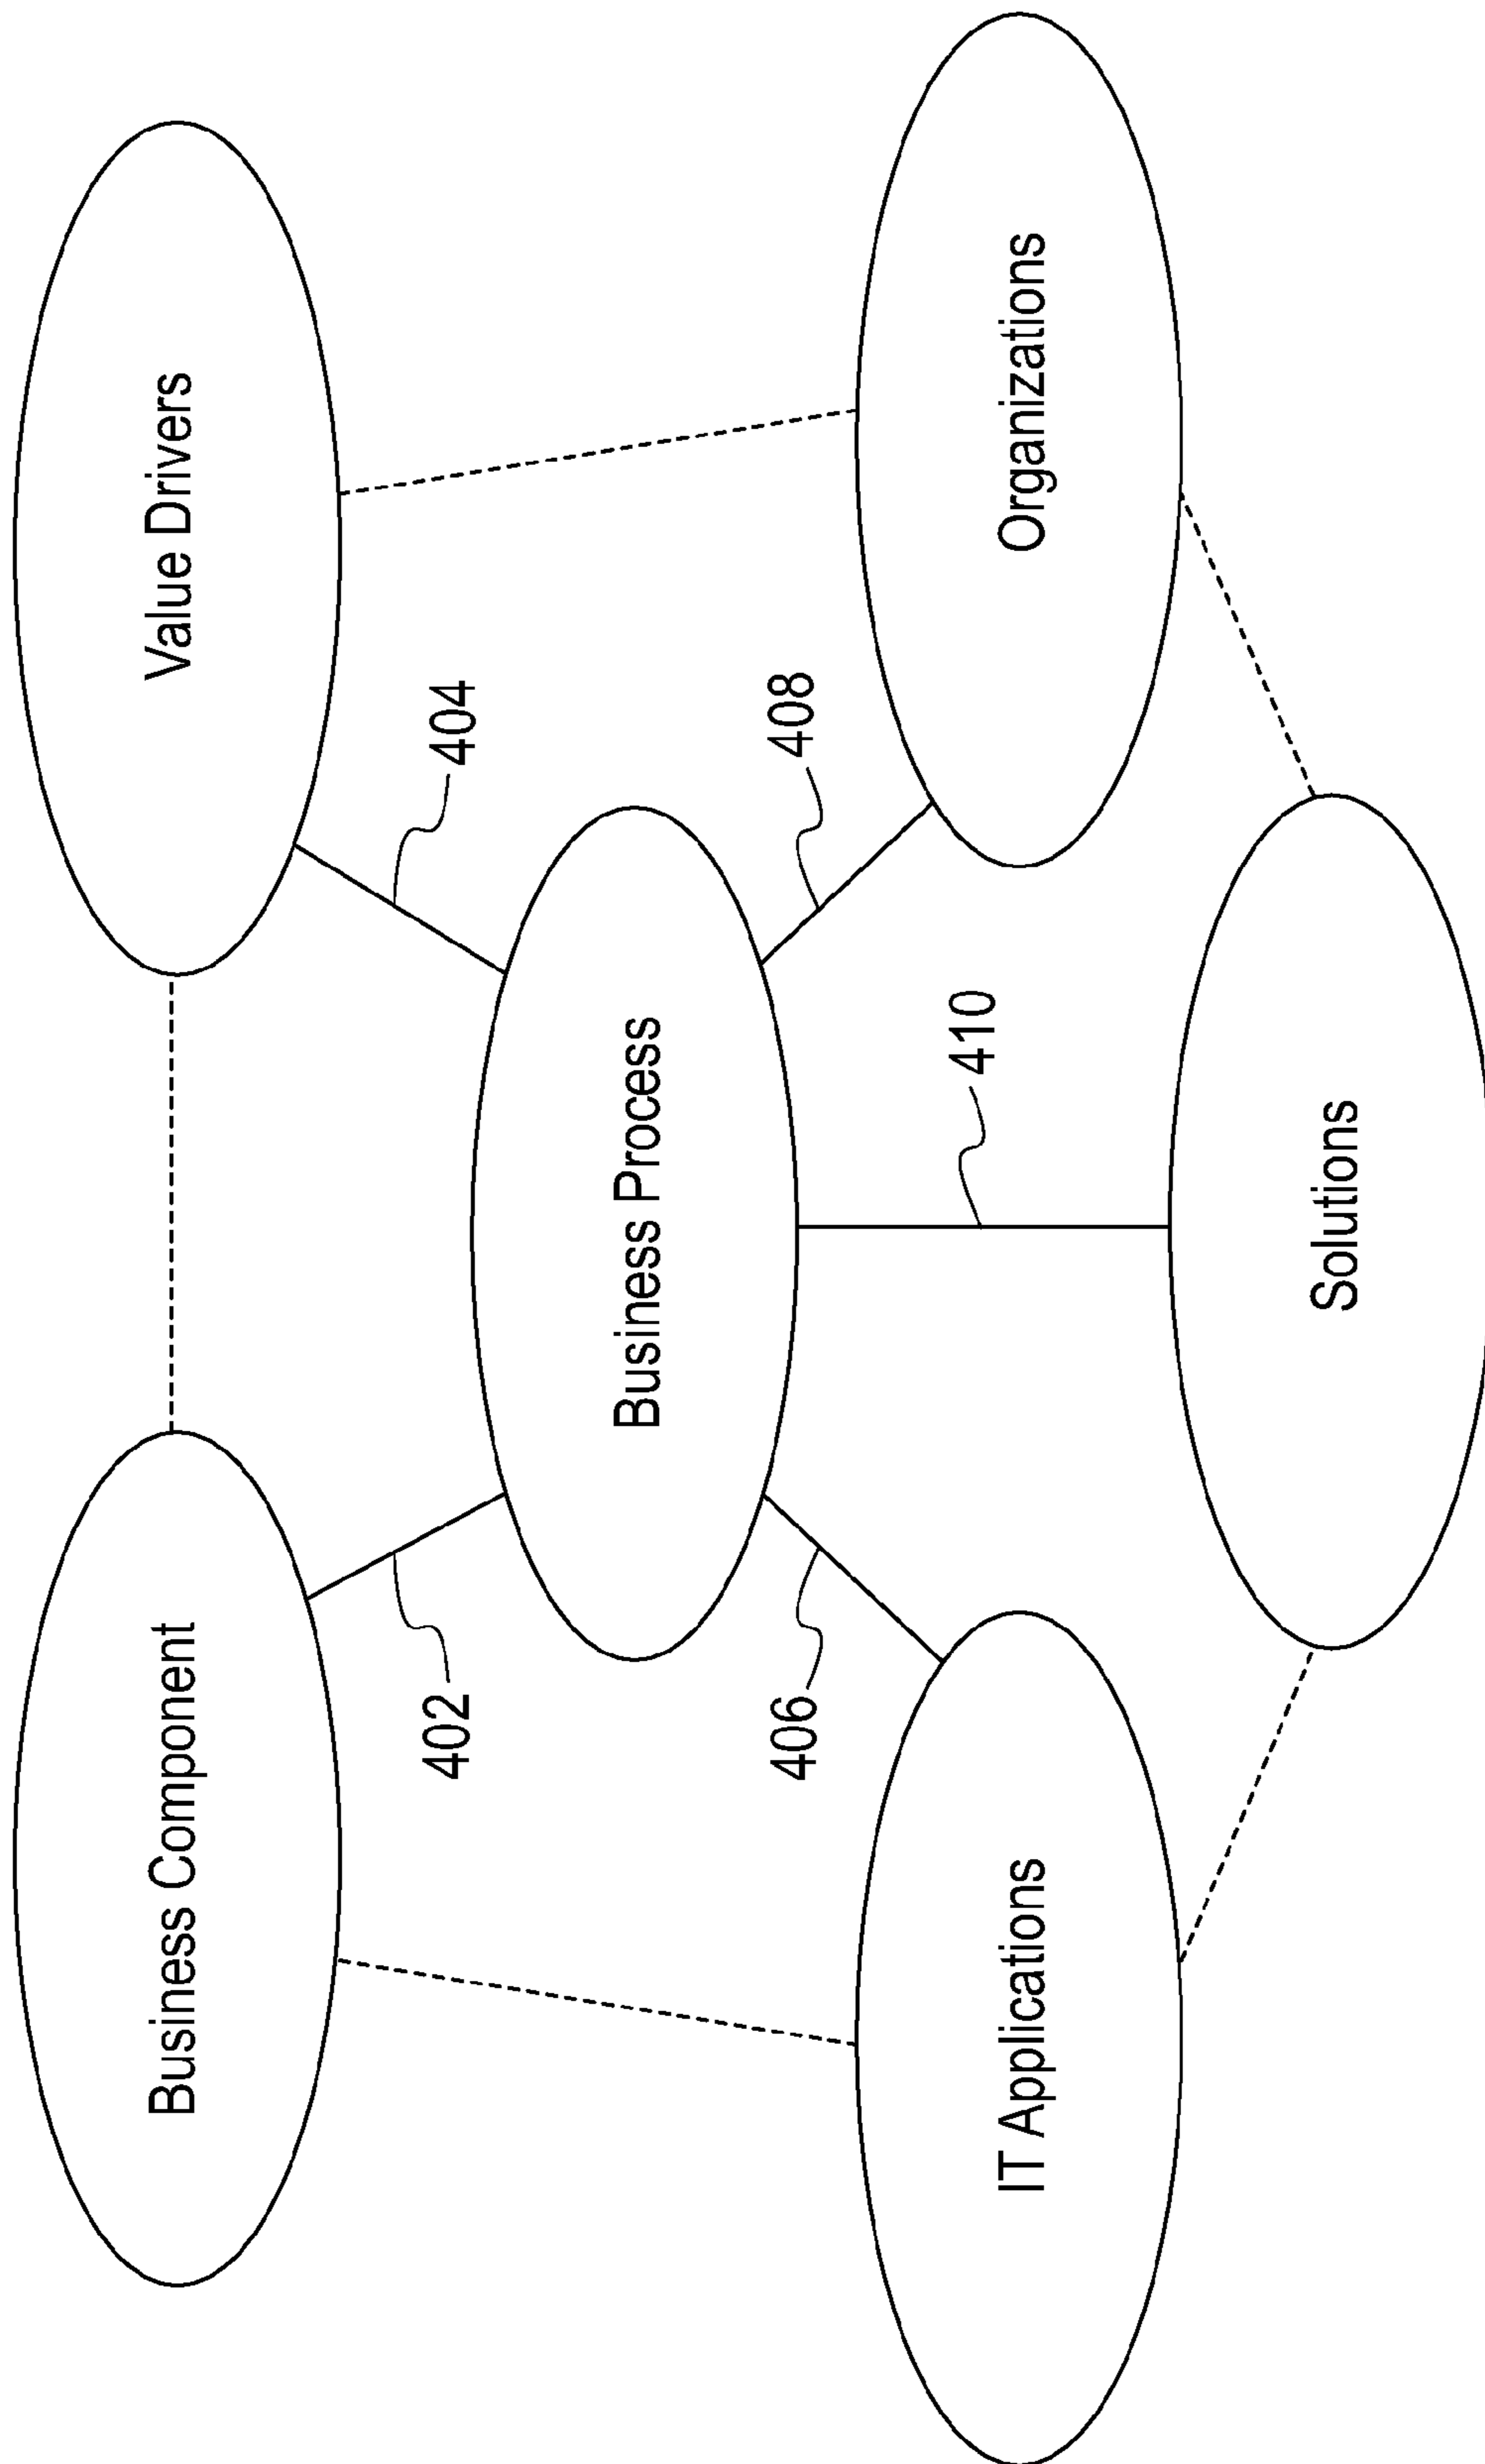 Business Component
Value Drivers
402
404
Business Process
406
408
410
IT Applications
Organizations
Solutions